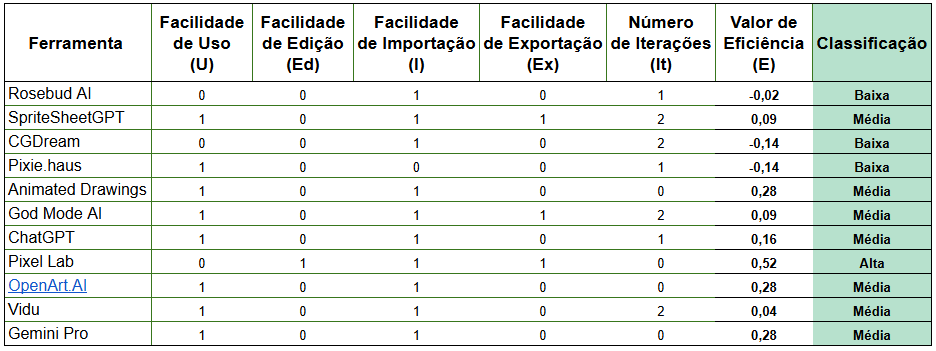 Ferramenta Facilidade de Uso (U) Facilidade de Edição (Ed) Facilidade de Importação (I) Facilidade de Exportação (Ex) Número de Iterações (It) Valor de Eficiência (E) Classificação
Rosebud AI 0 0 1 0 1 -0,02 Baixa
SpriteSheetGPT 1 0 1 1 2 0,09 Média
CGDream 0 0 1 0 2 -0,14 Baixa
Pixie.haus 1 0 0 0 1 -0,14 Baixa
Animated Drawings 1 0 1 0 0 0,28 Média
God Mode AI 1 0 1 1 2 0,09 Média
ChatGPT 1 0 1 0 1 0,16 Média
Pixel Lab 0 1 1 1 0 0,52 Alta
OpenArt.AI 1 0 1 0 0 0,28 Média
Vidu 1 0 1 0 2 0,04 Média
Gemini Pro 1 0 1 0 0 0,28 Média